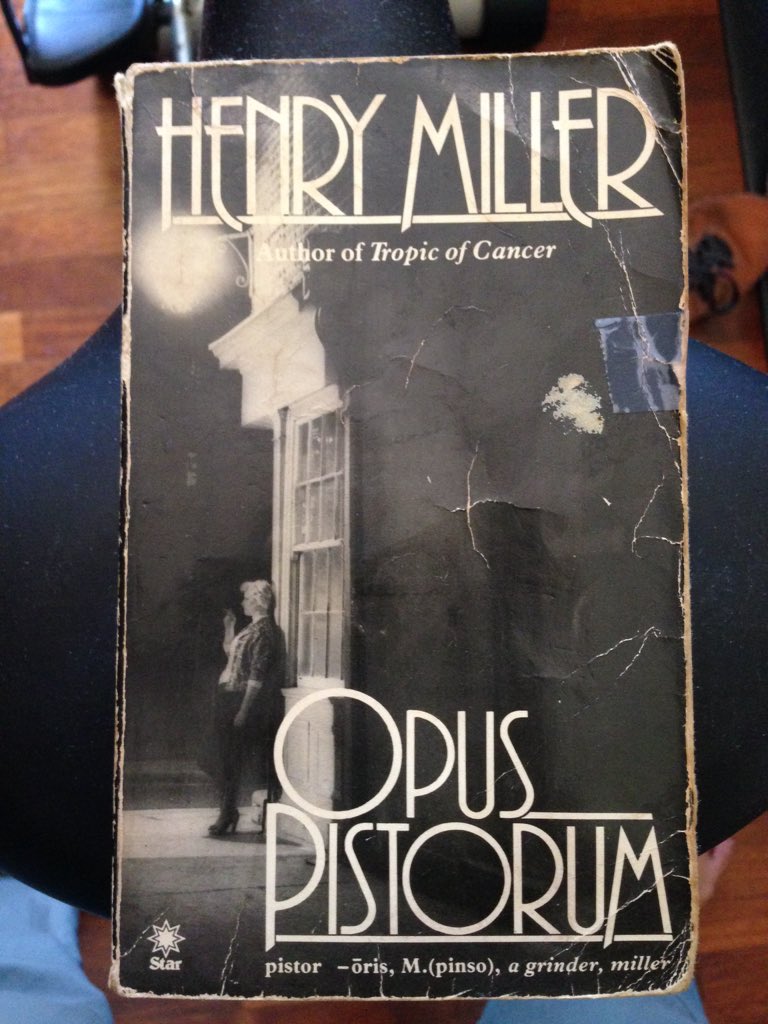 HENRY MILLER
Author of Tropic of Cancer
OPUS
PISTORUM
Star
pistor –ōris, M.(pinso), a grinder, miller